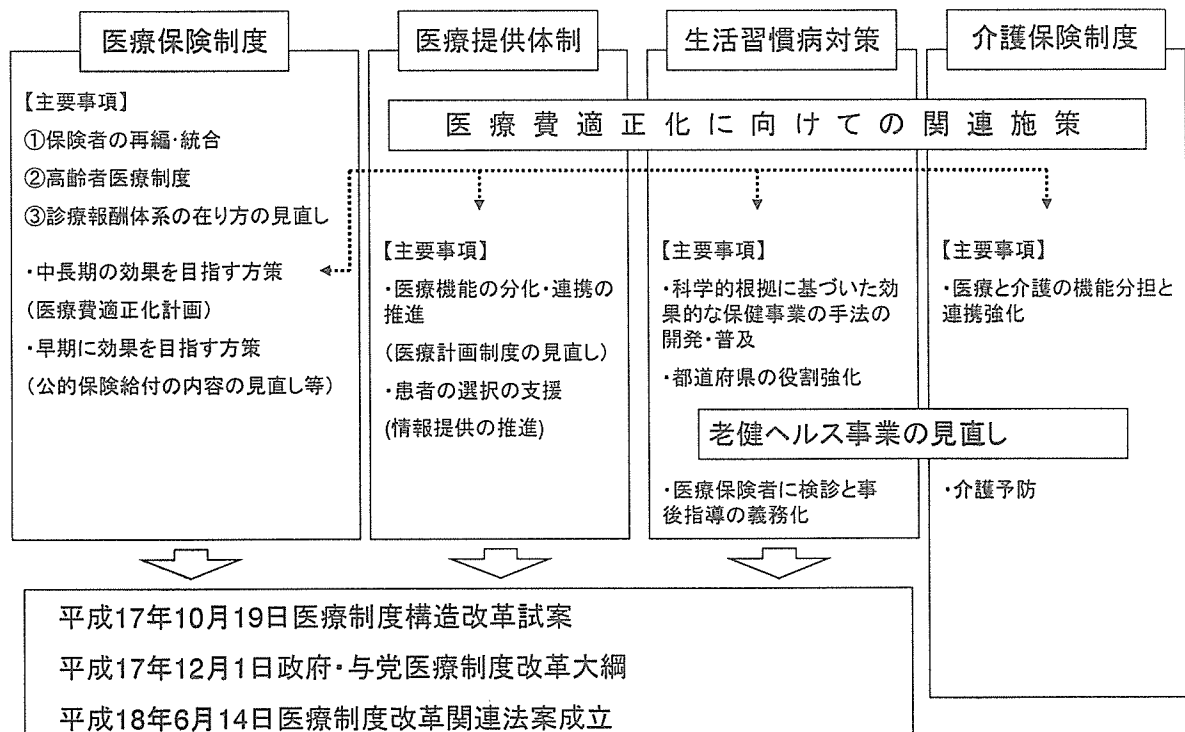 医療保険制度
【主要事項】
①保険者の再編・統合
②高齢者医療制度
③診療報酬体系の在り方の見直し
・中長期の効果を目指す方策
(医療費適正化計画)
・早期に効果を目指す方策
(公的保険給付の内容の見直し等)
医療提供体制
生活習慣病対策
介護保険制度
医療費適正化に向けての関連施策
【主要事項】
・医療機能の分化・連携の
推進
(医療計画制度の見直し)
・患者の選択の支援
(情報提供の推進)
【主要事項】
・科学的根拠に基づいた効
果的な保健事業の手法の
開発・普及
・都道府県の役割強化
【主要事項】
・医療と介護の機能分担と
連携強化
老健ヘルス事業の見直し
・医療保険者に検診と事
後指導の義務化
・介護予防
平成17年10月19日医療制度構造改革試案
平成17年12月1日政府・与党医療制度改革大綱
平成18年6月14日医療制度改革関連法案成立